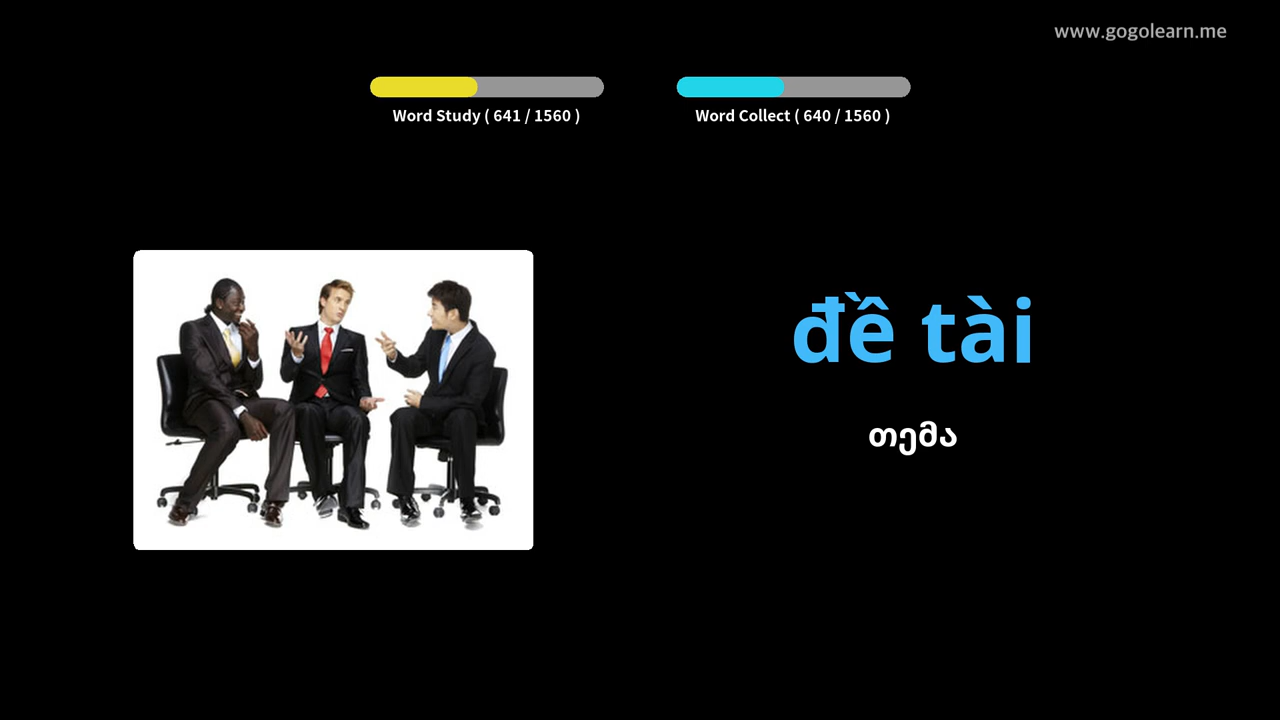 www.gogolearn.me
Word Study ( 641 / 1560 )
Word Collect ( 640 / 1560 )
đề tài
თემა